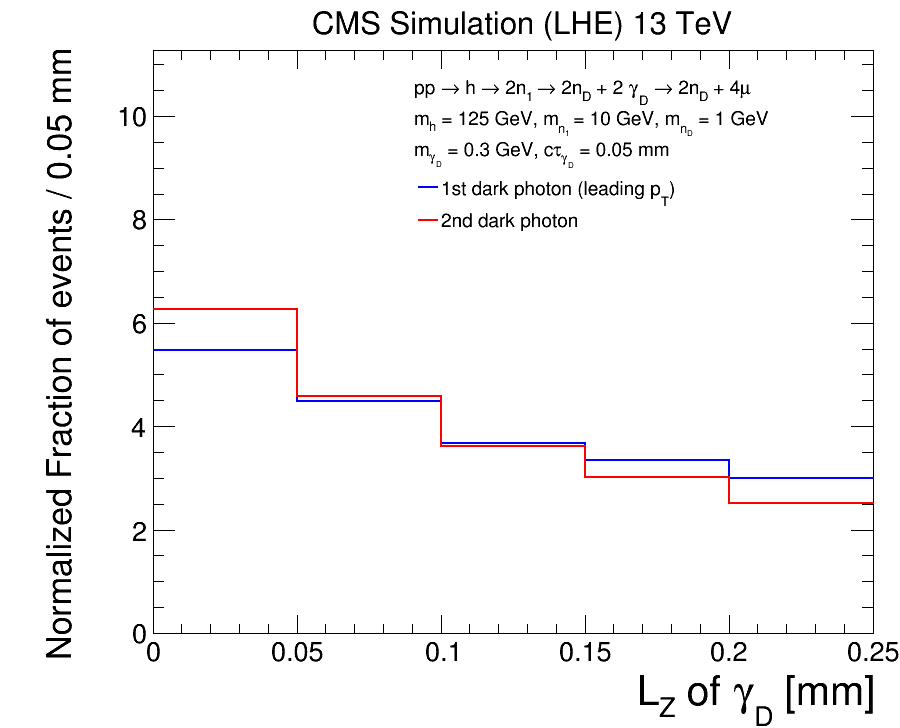 CMS Simulation (LHE) 13 TeV
Normalized Fraction of events / 0.05 mm
pp → h → 2n1 → 2nD + 2 γD → 2nD + 4μ
mh = 125 GeV, mn1 = 10 GeV, mnD = 1 GeV
mγD = 0.3 GeV, cτγD = 0.05 mm
1st dark photon (leading pT)
2nd dark photon
10
8
6
4
2
0
0 0.05 0.1 0.15 0.2 0.25
LZ of γD [mm]